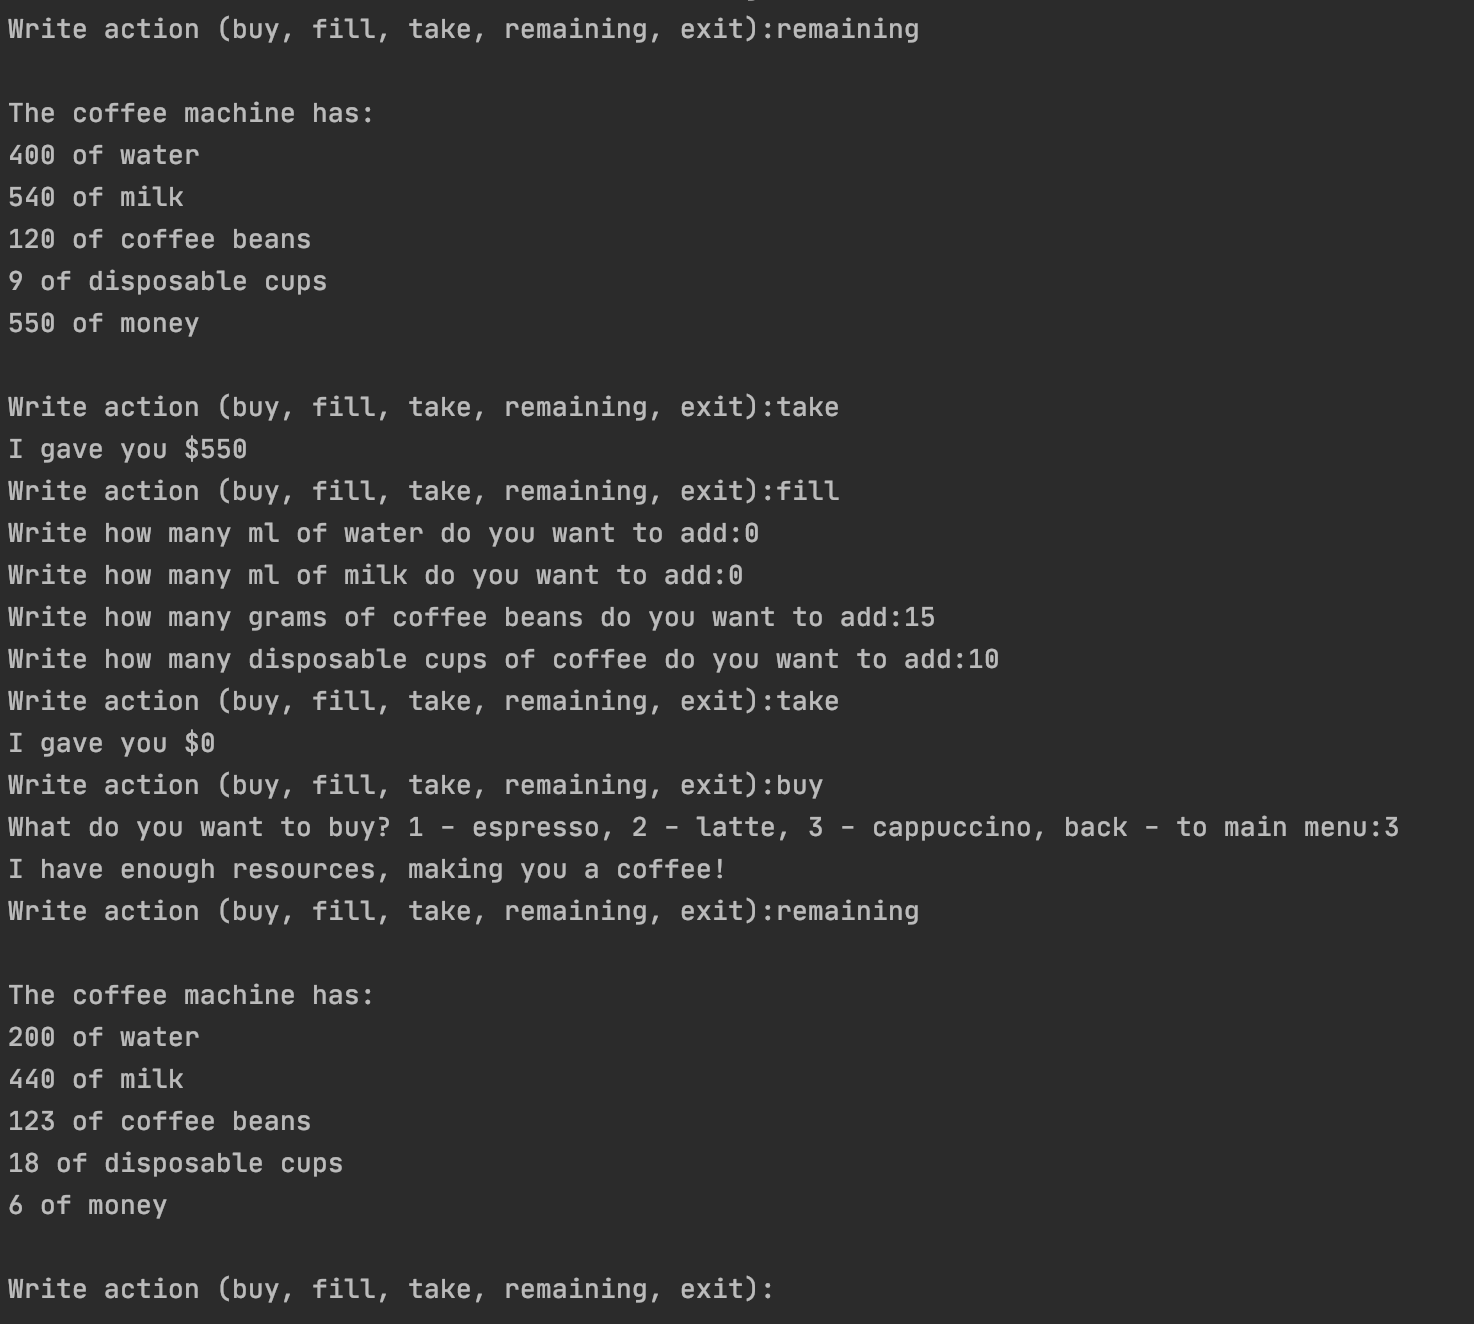 Write action (buy, fill, take, remaining, exit):remaining
The coffee machine has:
400 of water
540 of milk
120 of coffee beans
9 of disposable cups
550 of money
Write action (buy, fill, take, remaining, exit):take
I gave you $550
Write action (buy, fill, take, remaining, exit):fill
Write how many ml of water do you want to add:0
Write how many ml of milk do you want to add:0
Write how many grams of coffee beans do you want to add:15
Write how many disposable cups of coffee do you want to add:10
Write action (buy, fill, take, remaining, exit):take
I gave you $0
Write action (buy, fill, take, remaining, exit):buy
What do you want to buy? 1 - espresso, 2 - latte, 3 - cappuccino, back - to main menu:3
I have enough resources, making you a coffee!
Write action (buy, fill, take, remaining, exit):remaining
The coffee machine has:
200 of water
440 of milk
123 of coffee beans
18 of disposable cups
6 of money
Write action (buy, fill, take, remaining, exit):